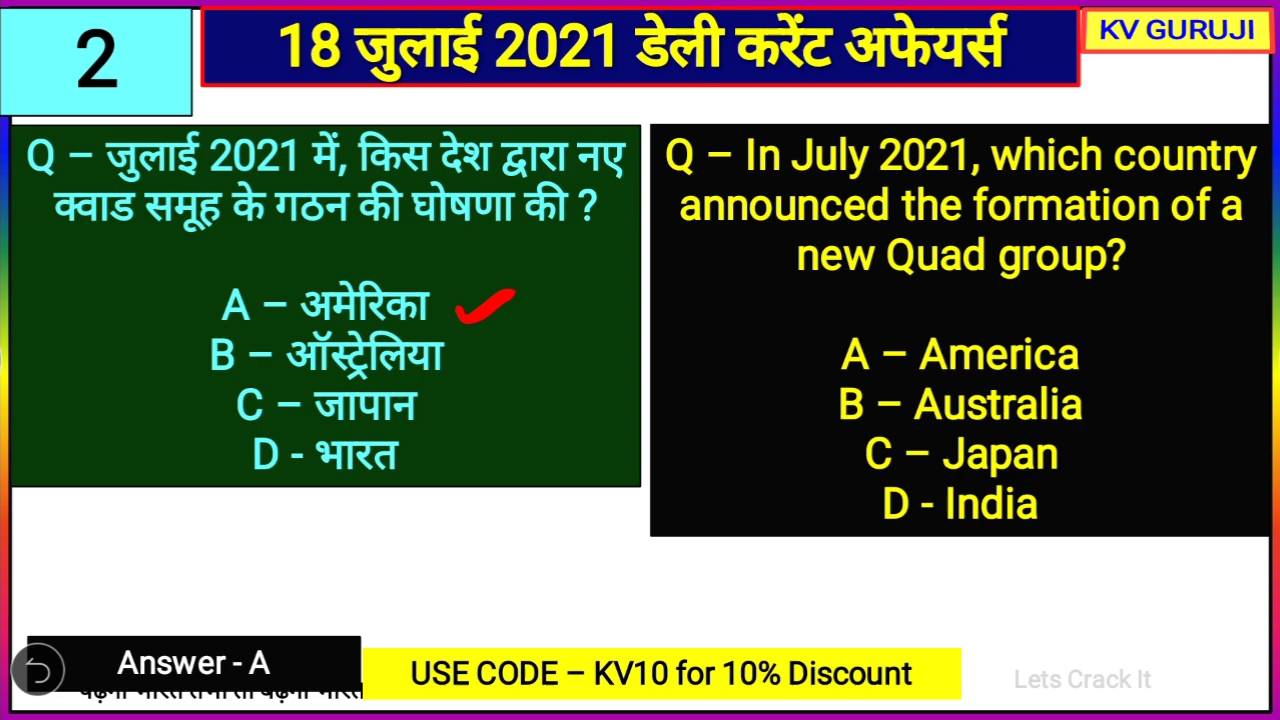 2
18 जुलाई 2021 डेली करेंट अफेयर्स
KV GURUJI
Q – जुलाई 2021 में, किस देश द्वारा नए
क्वाड समूह के गठन की घोषणा की ?
A – अमेरिका
B – ऑस्ट्रेलिया
C – जापान
D - भारत
Q – In July 2021, which country
announced the formation of a
new Quad group?
A – America
B – Australia
C – Japan
D - India
Answer - A
USE CODE – KV10 for 10% Discount
Lets Crack It